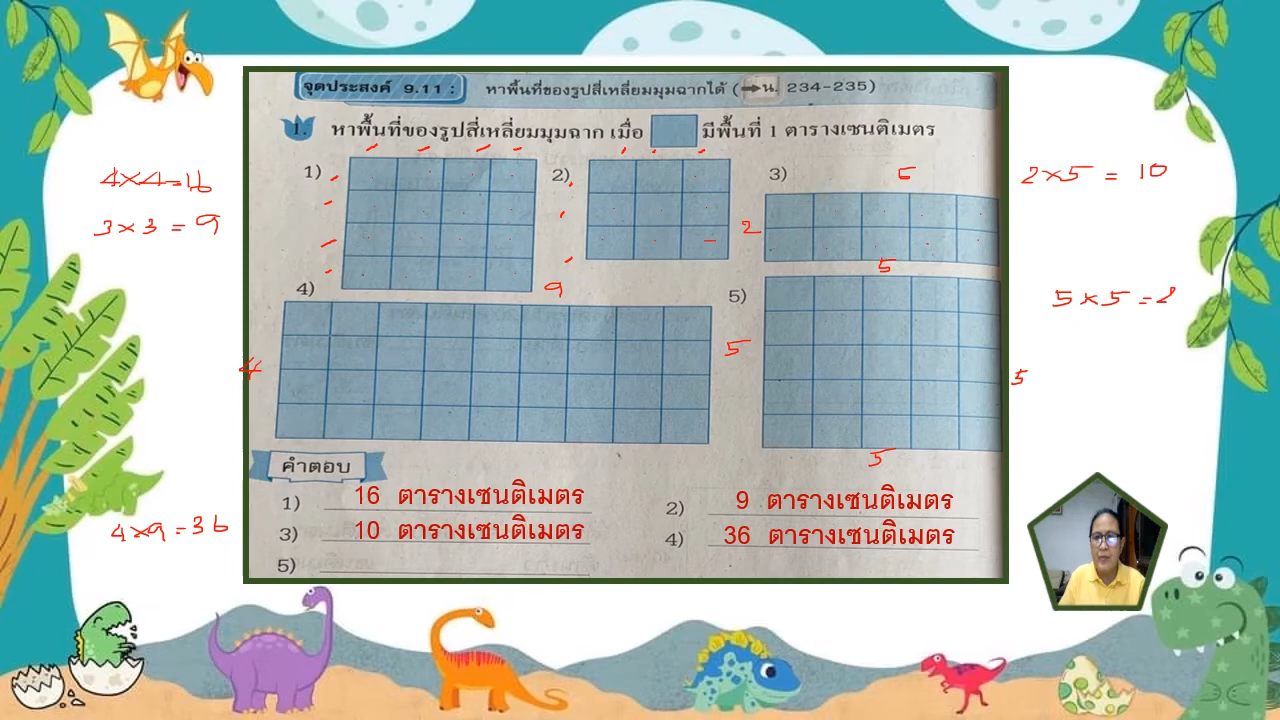 จุดประสงค์ 9.11 : หาพื้นที่ของรูปสี่เหลี่ยมมุมฉากได้ (➡น. 234-235)
1. หาพื้นที่ของรูปสี่เหลี่ยมมุมฉาก เมื่อ มีพื้นที่ 1 ตารางเซนติเมตร
1) 2) 3)
4×4=16
3×3=9
2
2×5=10
4) 9 5) 5
4 5 5
5×5=2
5
4×9=36
คำตอบ
1) 16 ตารางเซนติเมตร 2) 9 ตารางเซนติเมตร
3) 10 ตารางเซนติเมตร 4) 36 ตารางเซนติเมตร
5)